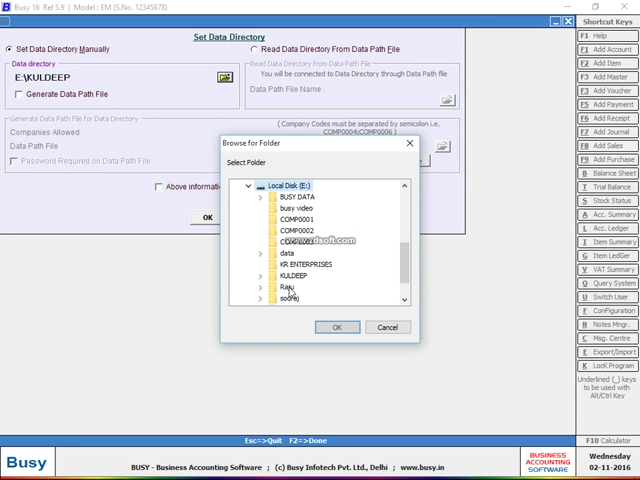 Busy 16 Rel 5.9 | Model : EM (S.No. 12345678)
Set Data Directory
Set Data Directory Manually
Read Data Directory From Data Path File
Data directory
E:\KULDEEP
Generate Data Path File
Read Data Directory From Data Path File
You will be connected to Data Directory through Data Path file
Data Path File Name :
Generate Data Path File for Data Directory
( Company Codes must be separated by semicolon i.e.
COMP0004;COMP0006 )
Companies Allowed
Data Path File
Password Required on Data Path File
Above informati
OK
Browse for Folder
Select Folder
Local Disk (E:)
BUSY DATA
busy video
COMP0001
COMP0002
data
KR ENTERPRISES
KULDEEP
sooraj
OK
Cancel
Shortcut Keys
F1 Help
F1 Add Account
F2 Add Item
F3 Add Master
F3 Add Voucher
F5 Add Payment
F6 Add Receipt
F7 Add Journal
F8 Add Sales
F9 Add Purchase
B Balance Sheet
T Trial Balance
S Stock Status
A Acc. Summary
L Acc. Ledger
I Item Summary
G Item Ledger
V VAT Summary
Q Query System
U Switch User
F Configuration
N Notes Mngr.
C Msg. Centre
E Export/Import
K LocK Program
Underlined (_) keys
to be used with
Alt/Ctrl Key
F10 Calculator
Esc=>Quit F2=>Done
Busy
BUSY - Business Accounting Software ; (c) Busy Infotech Pvt. Ltd., Delhi ; www.busy.in
BUSINESS
ACCOUNTING
SOFTWARE
Wednesday
02-11-2016